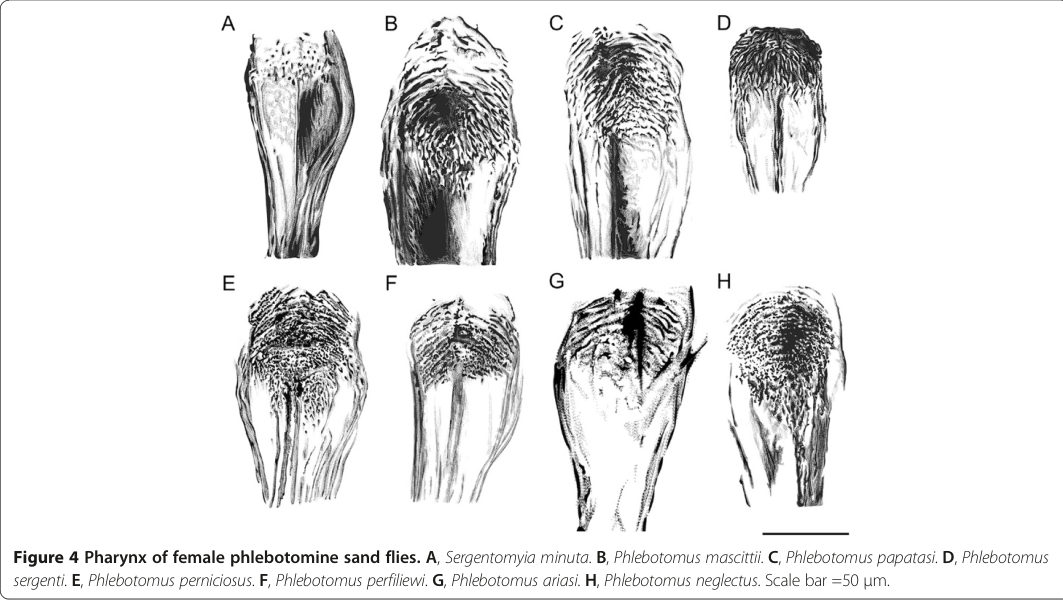 A
B
C
D
E
F
G
H
Figure 4 Pharynx of female phlebotomine sand flies. A, Sergentomyia minuta. B, Phlebotomus mascittii. C, Phlebotomus papatasi. D, Phlebotomus
sergenti. E, Phlebotomus perniciosus. F, Phlebotomus perfiliewi. G, Phlebotomus ariasi. H, Phlebotomus neglectus. Scale bar =50 μm.